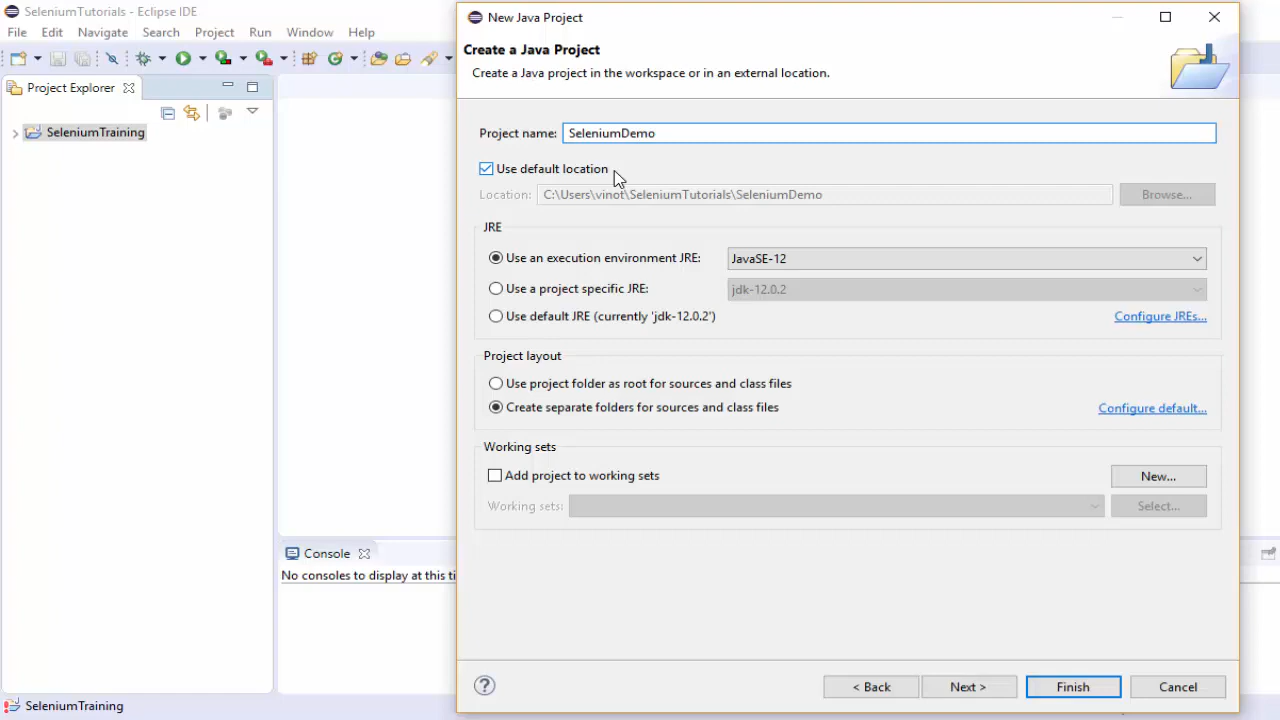 SeleniumTutorials - Eclipse IDE
File Edit Navigate Search Project Run Window Help
Project Explorer
SeleniumTraining
Console
No consoles to display at this ti
SeleniumTraining
New Java Project
Create a Java Project
Create a Java project in the workspace or in an external location.
Project name: SeleniumDemo
Use default location
Location: C:\Users\vinot\SeleniumTutorials\SeleniumDemo Browse...
JRE
Use an execution environment JRE: JavaSE-12
Use a project specific JRE: jdk-12.0.2
Use default JRE (currently 'jdk-12.0.2') Configure JREs...
Project layout
Use project folder as root for sources and class files
Create separate folders for sources and class files Configure default...
Working sets
Add project to working sets New...
Working sets: Select...
? < Back Next > Finish Cancel